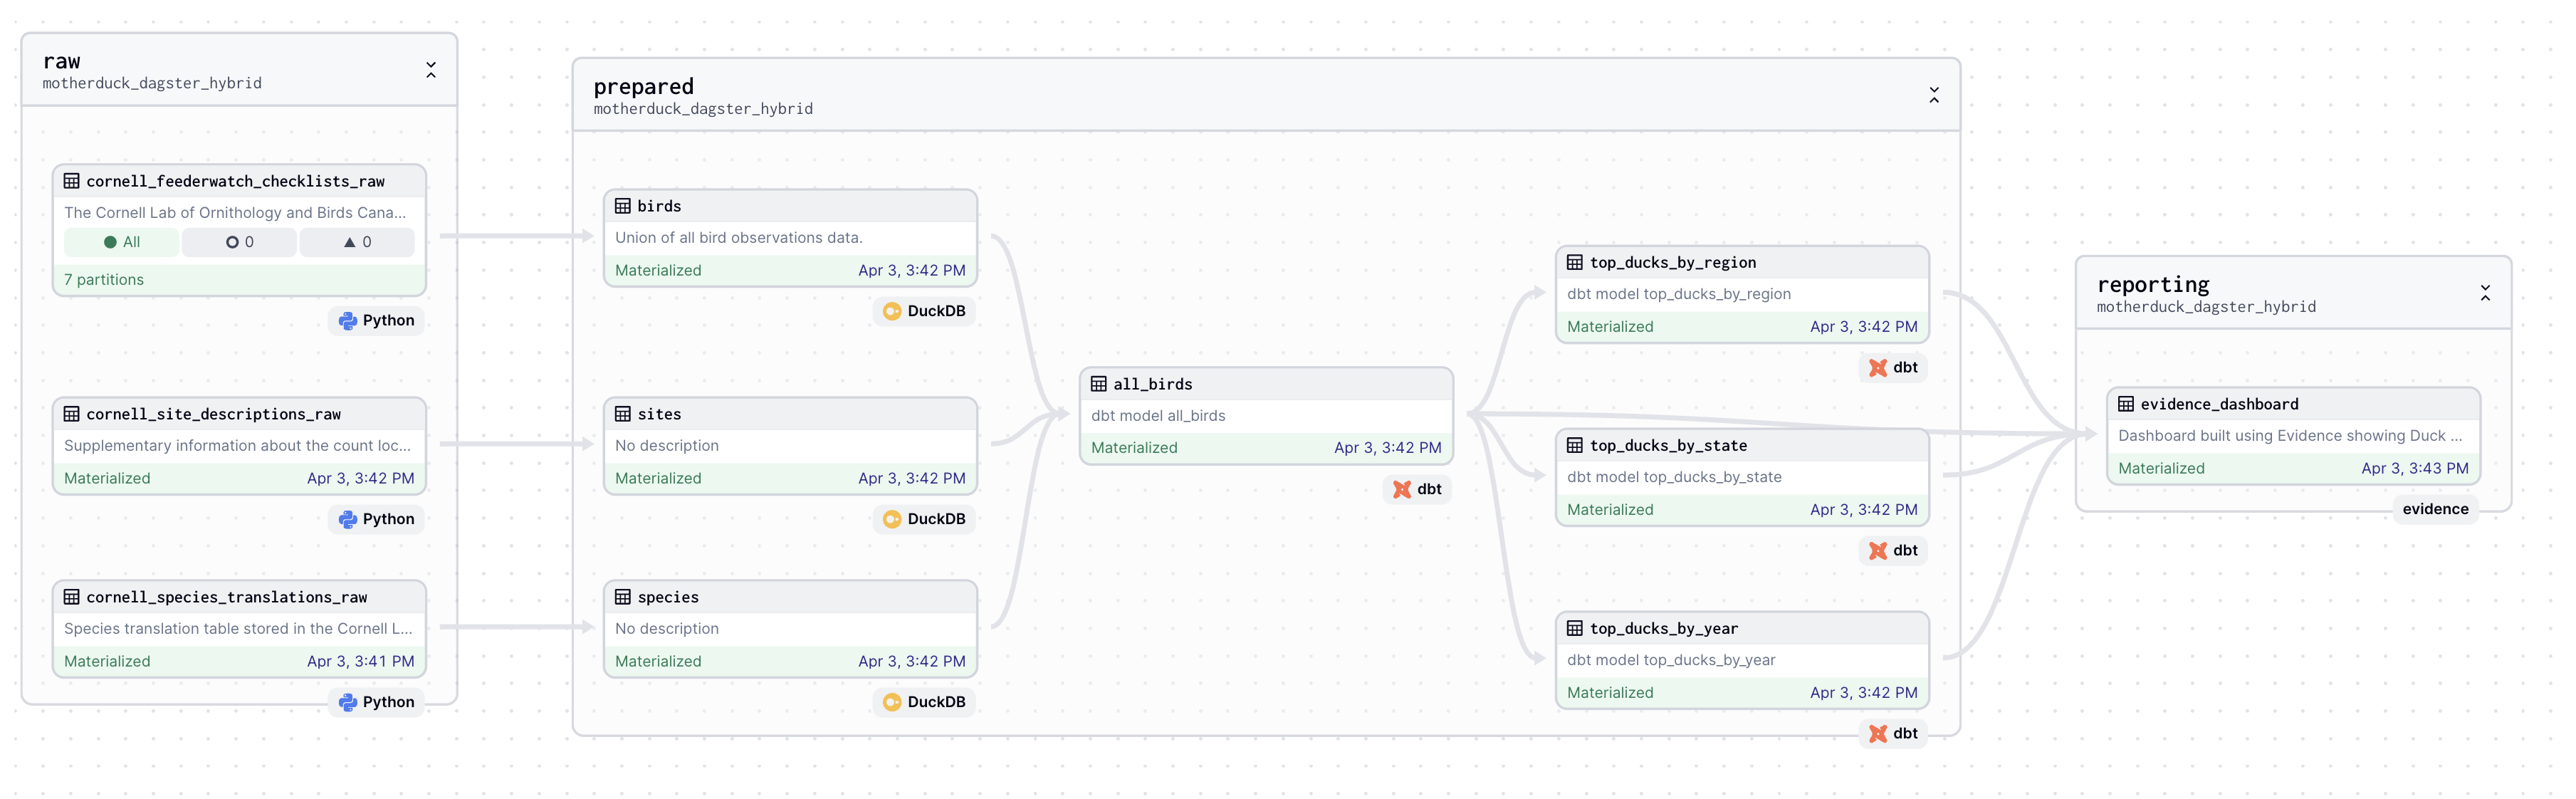 raw
motherduck_dagster_hybrid
cornell_feederwatch_checklists_raw
The Cornell Lab of Ornithology and Birds Cana...
All
0
0
7 partitions
Python
cornell_site_descriptions_raw
Supplementary information about the count loc...
Materialized Apr 3, 3:42 PM
Python
cornell_species_translations_raw
Species translation table stored in the Cornell L...
Materialized Apr 3, 3:41 PM
Python
prepared
motherduck_dagster_hybrid
birds
Union of all bird observations data.
Materialized Apr 3, 3:42 PM
DuckDB
sites
No description
Materialized Apr 3, 3:42 PM
DuckDB
species
No description
Materialized Apr 3, 3:42 PM
DuckDB
all_birds
dbt model all_birds
Materialized Apr 3, 3:42 PM
dbt
top_ducks_by_region
dbt model top_ducks_by_region
Materialized Apr 3, 3:42 PM
dbt
top_ducks_by_state
dbt model top_ducks_by_state
Materialized Apr 3, 3:42 PM
dbt
top_ducks_by_year
dbt model top_ducks_by_year
Materialized Apr 3, 3:42 PM
dbt
reporting
motherduck_dagster_hybrid
evidence_dashboard
Dashboard built using Evidence showing Duck ...
Materialized Apr 3, 3:43 PM
evidence